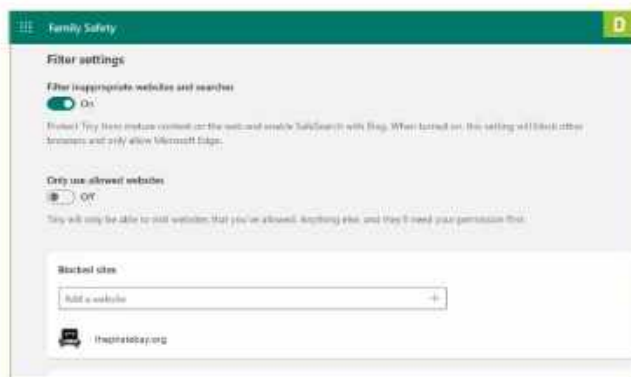 Family Safety
D
Filter settings
Filter inappropriate websites and searches
On
Protect Tiny from mature content on the web and enable SafeSearch with Bing. When turned on, this setting will block other
browsers and only allow Microsoft Edge.
Only use allowed websites
Off
Tiny will only be able to visit websites that you've allowed. Anything else, and they'll need your permission first.
Blocked sites
Add a website
thepiratebay.org